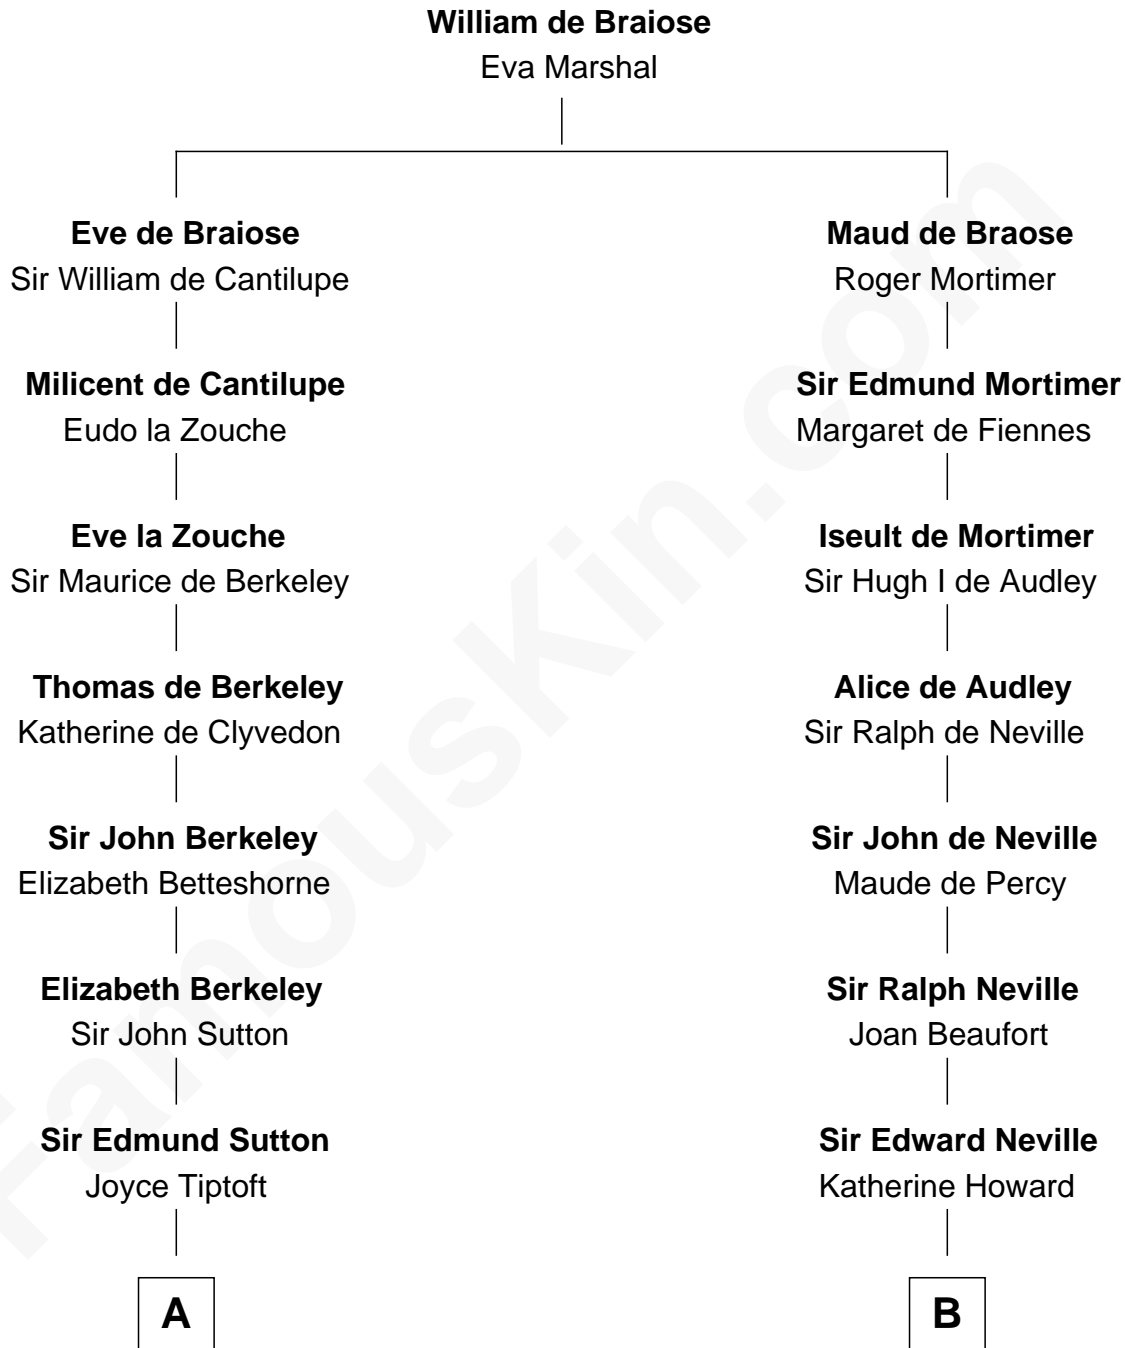 William de Braiose
Eva Marshal
Eve de Braiose
Sir William de Cantilupe
Maud de Braose
Roger Mortimer
Milicent de Cantilupe
Eudo la Zouche
Sir Edmund Mortimer
Margaret de Fiennes
Eve la Zouche
Sir Maurice de Berkeley
Iseult de Mortimer
Sir Hugh I de Audley
Thomas de Berkeley
Katherine de Clyvedon
Alice de Audley
Sir Ralph de Neville
Sir John Berkeley
Elizabeth Betteshorne
Sir John de Neville
Maude de Percy
Elizabeth Berkeley
Sir John Sutton
Sir Ralph Neville
Joan Beaufort
Sir Edmund Sutton
Joyce Tiptoft
Sir Edward Neville
Katherine Howard
A
B
FamousKin.com